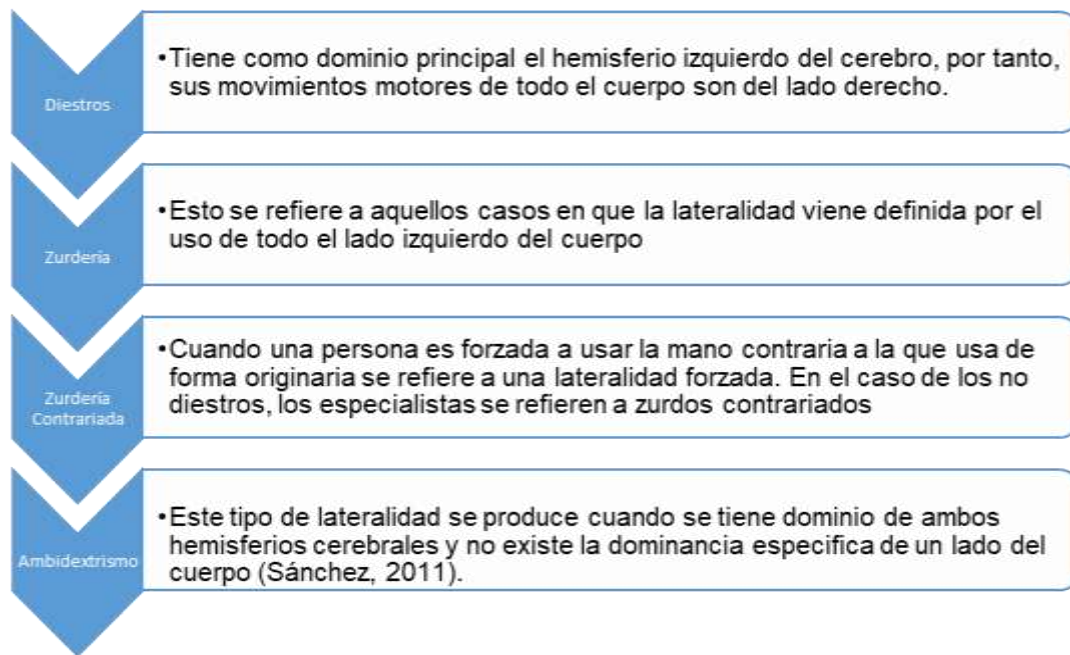 Diestros
•Tiene como dominio principal el hemisferio izquierdo del cerebro, por tanto,
sus movimientos motores de todo el cuerpo son del lado derecho.
Zurdería
•Esto se refiere a aquellos casos en que la lateralidad viene definida por el
uso de todo el lado izquierdo del cuerpo
Zurdería
Contrariada
•Cuando una persona es forzada a usar la mano contraria a la que usa de
forma originaria se refiere a una lateralidad forzada. En el caso de los no
diestros, los especialistas se refieren a zurdos contrariados
Ambidextrismo
•Este tipo de lateralidad se produce cuando se tiene dominio de ambos
hemisferios cerebrales y no existe la dominancia especifica de un lado del
cuerpo (Sánchez, 2011).